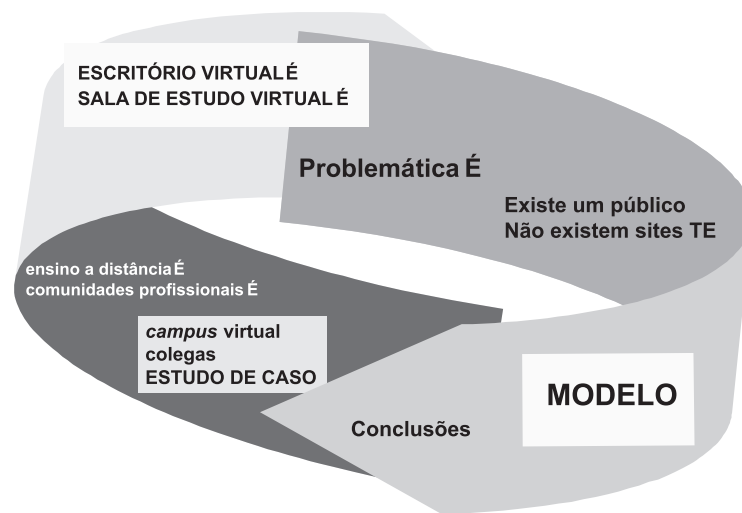 ESCRITÓRIO VIRTUAL É
SALA DE ESTUDO VIRTUAL É
Problemática É
Existe um público
Não existem sites TE
ensino a distância É
comunidades profissionais É
campus virtual
colegas
ESTUDO DE CASO
MODELO
Conclusões